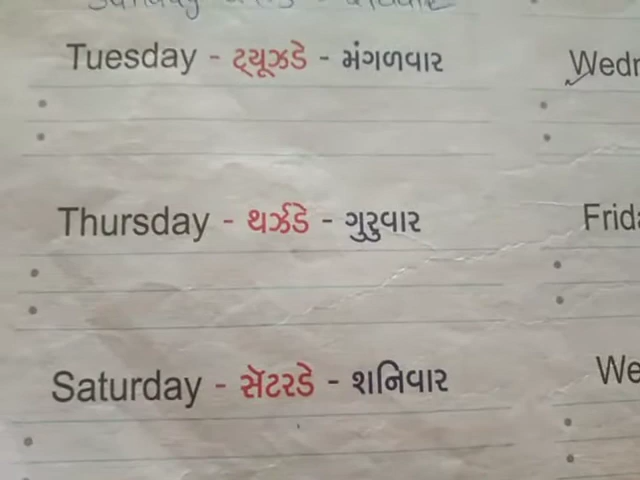 Tuesday - ટ્યૂઝડે - મંગળવાર
Thursday - થર્ઝડે - ગુરુવાર
Saturday - સૅટરડે - શનિવાર